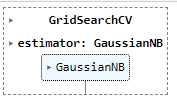 ▸ GridSearchCV
▸ estimator: GaussianNB
▸ GaussianNB